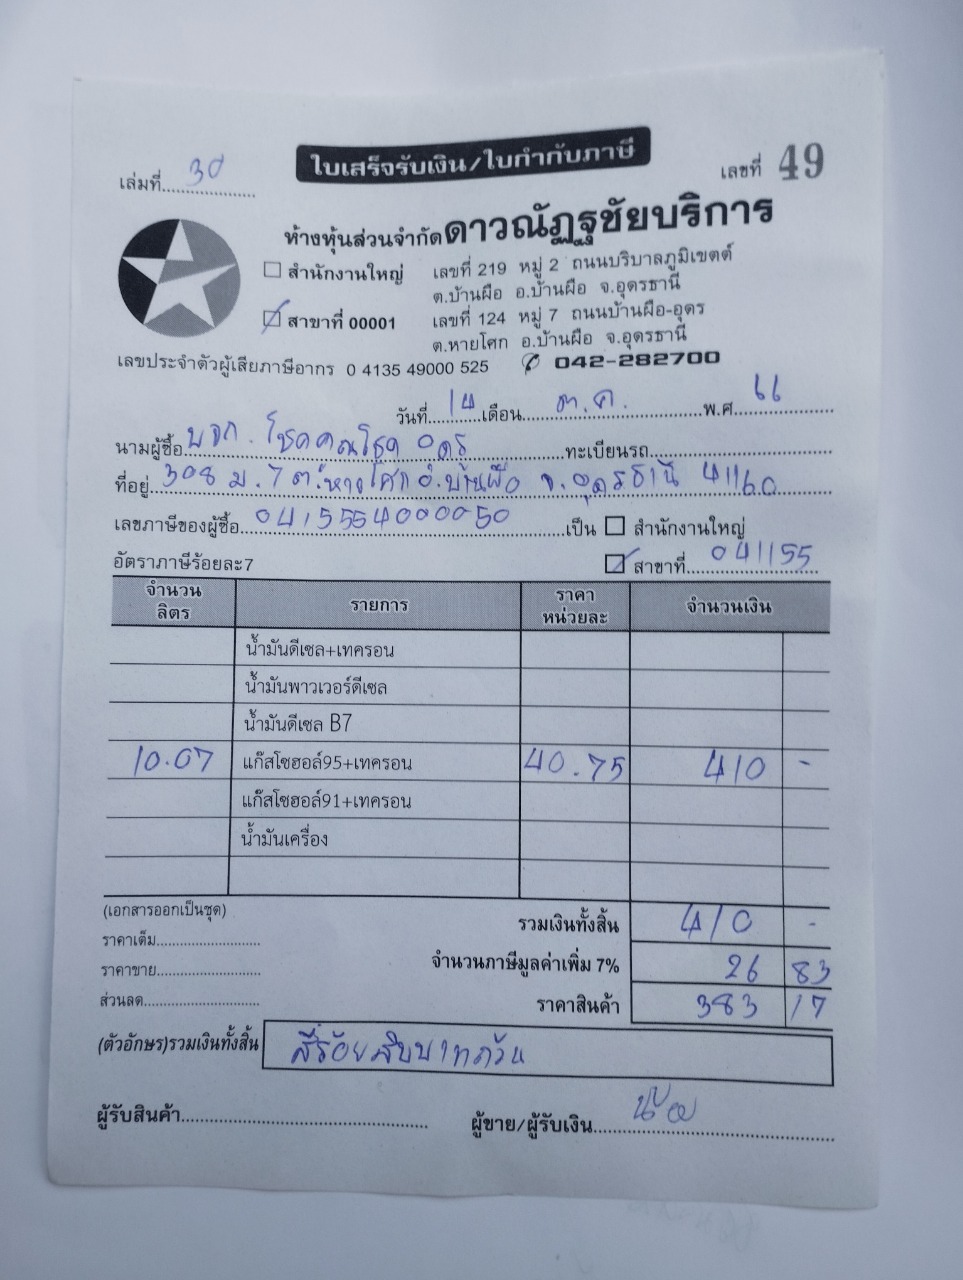 ใบเสร็จรับเงิน/ใบกำกับภาษี
เล่มที่ 30 เลขที่ 49
ห้างหุ้นส่วนจำกัดดาวณัฏฐชัยบริการ
สำนักงานใหญ่ เลขที่ 219 หมู่ 2 ถนนบริบาลภูมิเขตต์
ต.บ้านผือ อ.บ้านผือ จ.อุดรธานี
สาขาที่ 00001 เลขที่ 124 หมู่ 7 ถนนบ้านผือ-อุดร
ต.หายโศก อ.บ้านผือ จ.อุดรธานี
เลขประจำตัวผู้เสียภาษีอากร 0 4135 49000 525 042-282700
วันที่ 14 เดือน ต.ค. พ.ศ. 66
นามผู้ซื้อ บจก. โชคคูณโชค อุดร ทะเบียนรถ
ที่อยู่ 308 ม.7 ต.หายโศก อ.บ้านผือ จ.อุดรธานี 41160
เลขภาษีของผู้ซื้อ 0415554000050 เป็น สำนักงานใหญ่
อัตราภาษีร้อยละ7 สาขาที่ 041155
จำนวนลิตร รายการ ราคาหน่วยละ จำนวนเงิน
น้ำมันดีเซล+เทครอน
น้ำมันพาวเวอร์ดีเซล
น้ำมันดีเซล B7
10.07 แก๊สโซฮอล์95+เทครอน 40.75 410 -
แก๊สโซฮอล์91+เทครอน
น้ำมันเครื่อง
(เอกสารออกเป็นชุด) รวมเงินทั้งสิ้น 410 -
ราคาเต็ม
จำนวนภาษีมูลค่าเพิ่ม 7% 26 83
ราคาขาย
ส่วนลด ราคาสินค้า 383 17
(ตัวอักษร)รวมเงินทั้งสิ้น สี่ร้อยสิบบาทถ้วน
ผู้รับสินค้า ผู้ขาย/ผู้รับเงิน